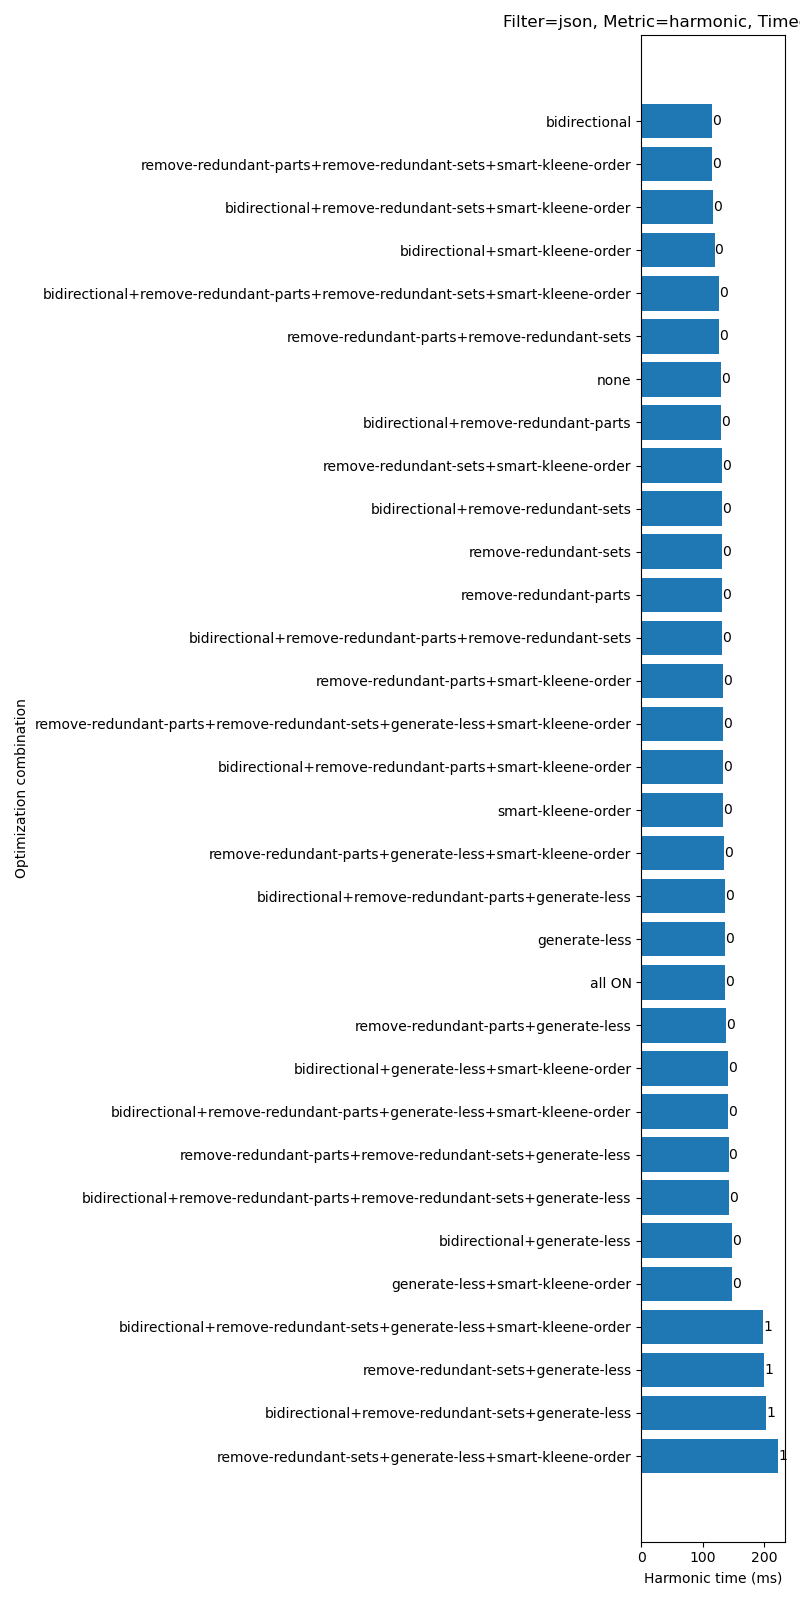 Filter=json, Metric=harmonic, Time
bidirectional 0
remove-redundant-parts+remove-redundant-sets+smart-kleene-order 0
bidirectional+remove-redundant-sets+smart-kleene-order 0
bidirectional+smart-kleene-order 0
bidirectional+remove-redundant-parts+remove-redundant-sets+smart-kleene-order 0
remove-redundant-parts+remove-redundant-sets 0
none 0
bidirectional+remove-redundant-parts 0
remove-redundant-sets+smart-kleene-order 0
bidirectional+remove-redundant-sets 0
remove-redundant-sets 0
remove-redundant-parts 0
bidirectional+remove-redundant-parts+remove-redundant-sets 0
remove-redundant-parts+smart-kleene-order 0
remove-redundant-parts+remove-redundant-sets+generate-less+smart-kleene-order 0
bidirectional+remove-redundant-parts+smart-kleene-order 0
smart-kleene-order 0
remove-redundant-parts+generate-less+smart-kleene-order 0
bidirectional+remove-redundant-parts+generate-less 0
generate-less 0
all ON 0
remove-redundant-parts+generate-less 0
bidirectional+generate-less+smart-kleene-order 0
bidirectional+remove-redundant-parts+generate-less+smart-kleene-order 0
remove-redundant-parts+remove-redundant-sets+generate-less 0
bidirectional+remove-redundant-parts+remove-redundant-sets+generate-less 0
bidirectional+generate-less 0
generate-less+smart-kleene-order 0
bidirectional+remove-redundant-sets+generate-less+smart-kleene-order 1
remove-redundant-sets+generate-less 1
bidirectional+remove-redundant-sets+generate-less 1
remove-redundant-sets+generate-less+smart-kleene-order 1
0 100 200
Harmonic time (ms)
Optimization combination